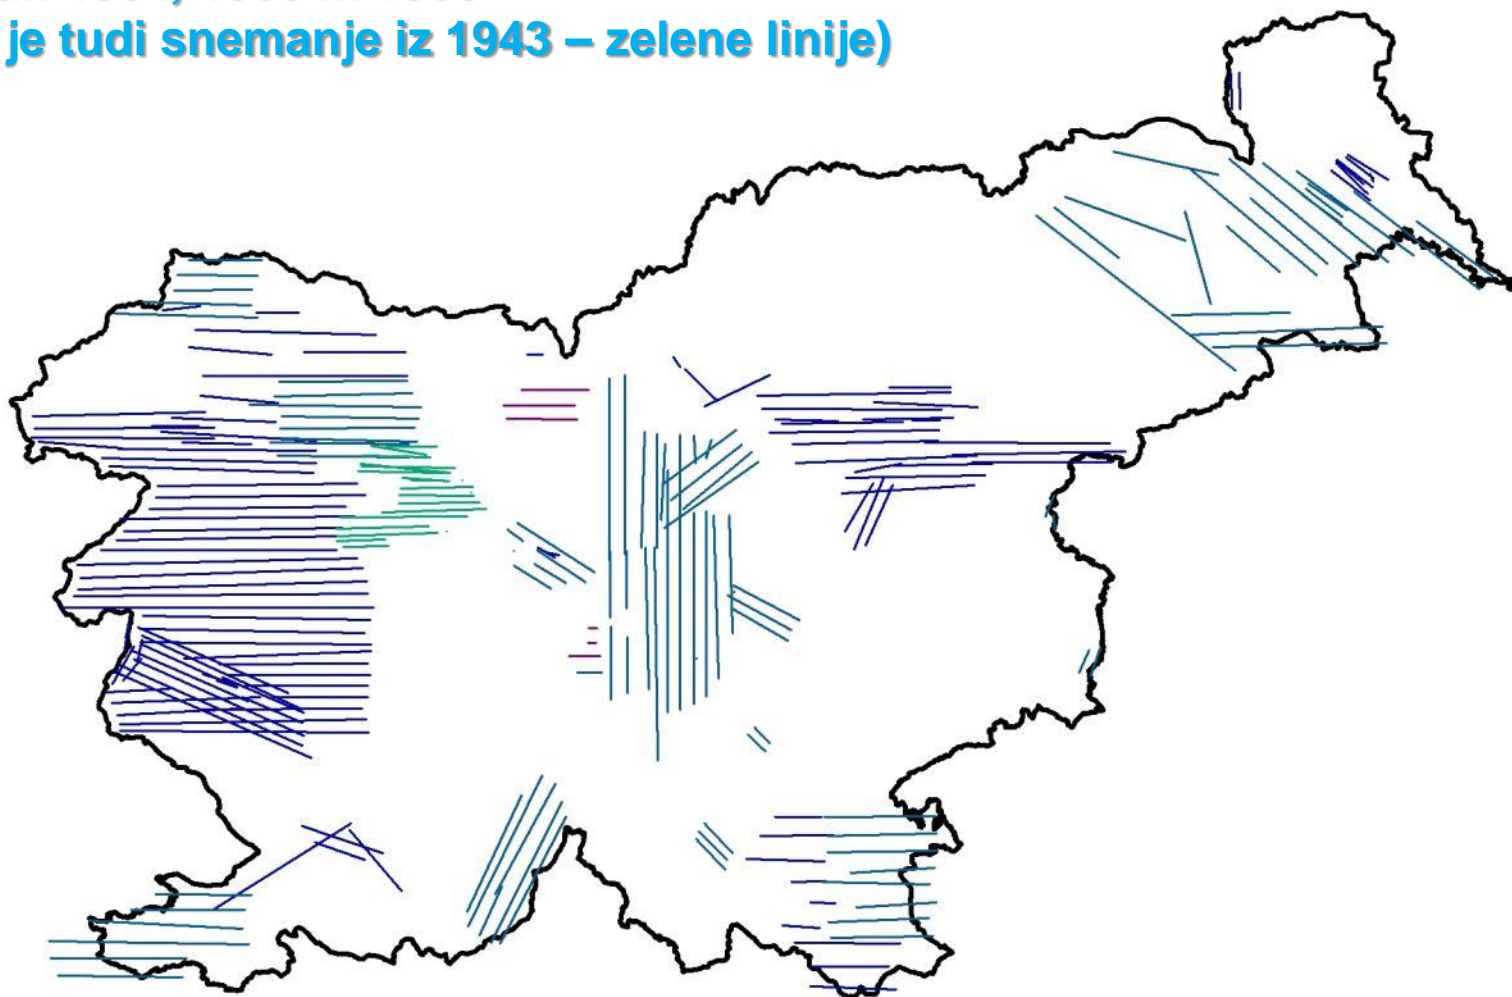 je tudi snemanje iz 1943 – zelene linije)